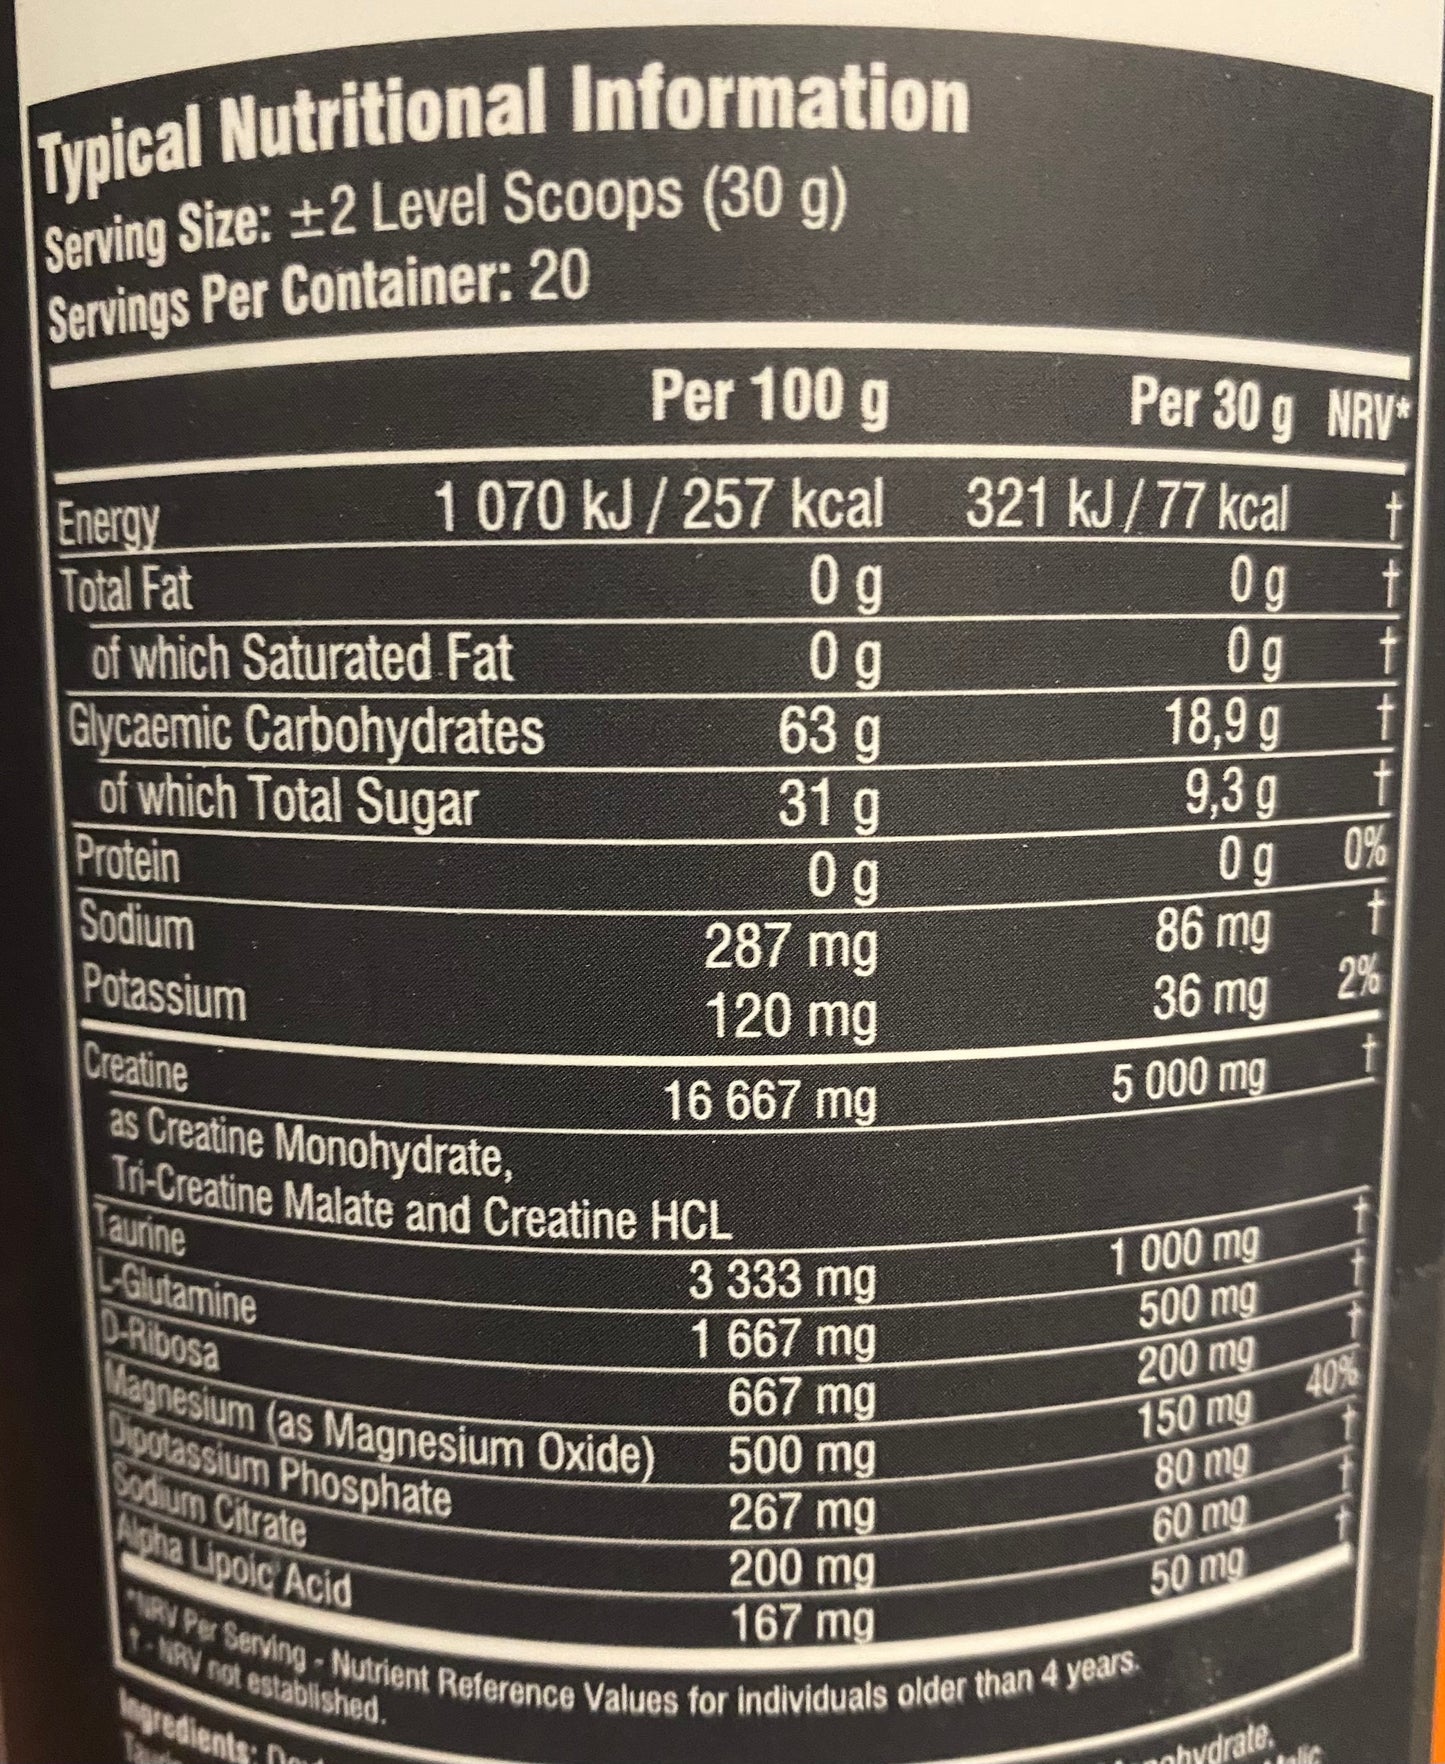 Typical Nutritional Information
Serving Size: ±2 Level Scoops (30 g)
Servings Per Container: 20
Per 100 g Per 30 g NRV*
Energy 1 070 kJ / 257 kcal 321 kJ / 77 kcal †
Total Fat 0 g 0 g †
of which Saturated Fat 0 g 0 g †
Glycaemic Carbohydrates 63 g 18,9 g †
of which Total Sugar 31 g 9,3 g †
Protein 0 g 0 g 0%
Sodium 287 mg 86 mg †
Potassium 120 mg 36 mg 2%
Creatine 16 667 mg 5 000 mg †
as Creatine Monohydrate,
Tri-Creatine Malate and Creatine HCL
Taurine 3 333 mg 1 000 mg †
L-Glutamine 1 667 mg 500 mg †
D-Ribosa 667 mg 200 mg †
Magnesium (as Magnesium Oxide) 500 mg 150 mg 40%
Dipotassium Phosphate 267 mg 80 mg †
Sodium Citrate 200 mg 60 mg †
Alpha Lipoic Acid 167 mg 50 mg †
*NRV Per Serving - Nutrient Reference Values for individuals older than 4 years.
† - NRV not established.
Ingredients: